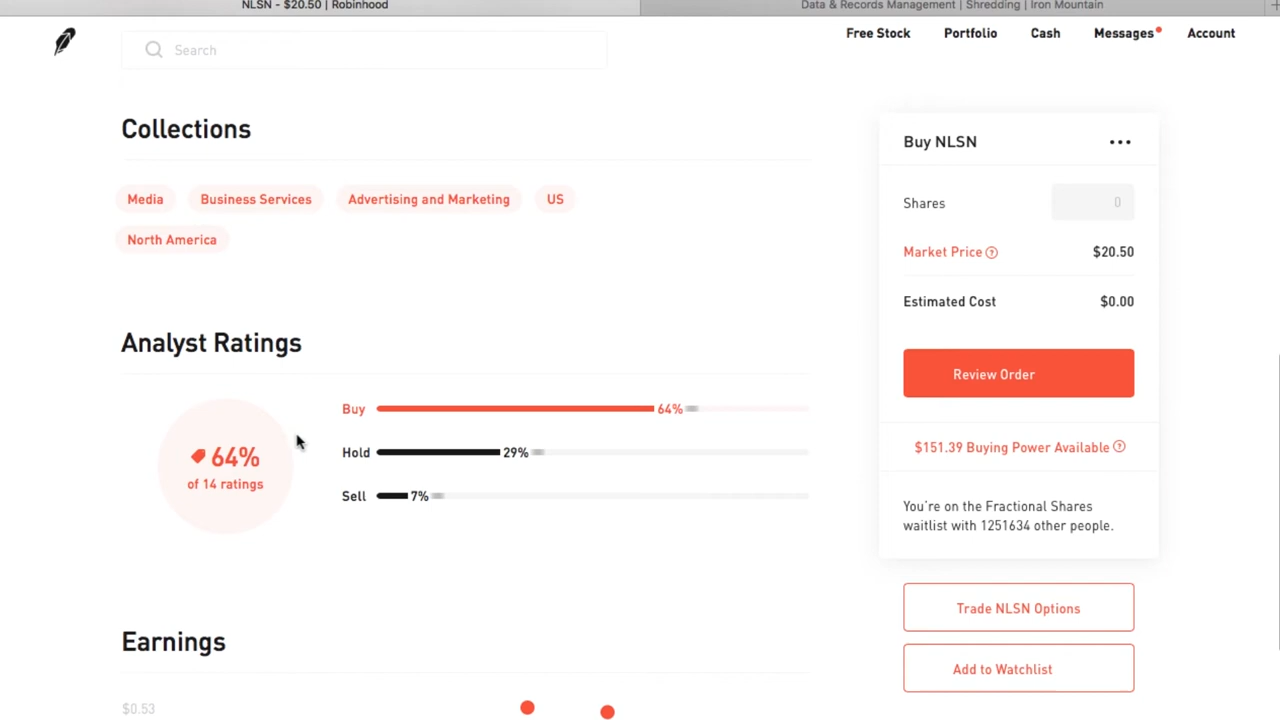 NLSN - $20.50 | Robinhood
Data & Records Management | Shredding | Iron Mountain
Search
Free Stock
Portfolio
Cash
Messages
Account
Collections
Media
Business Services
Advertising and Marketing
US
North America
Analyst Ratings
64%
of 14 ratings
Buy 64%
Hold 29%
Sell 7%
Earnings
$0.53
Buy NLSN
Shares 0
Market Price ? $20.50
Estimated Cost $0.00
Review Order
$151.39 Buying Power Available ?
You're on the Fractional Shares
waitlist with 1251634 other people.
Trade NLSN Options
Add to Watchlist